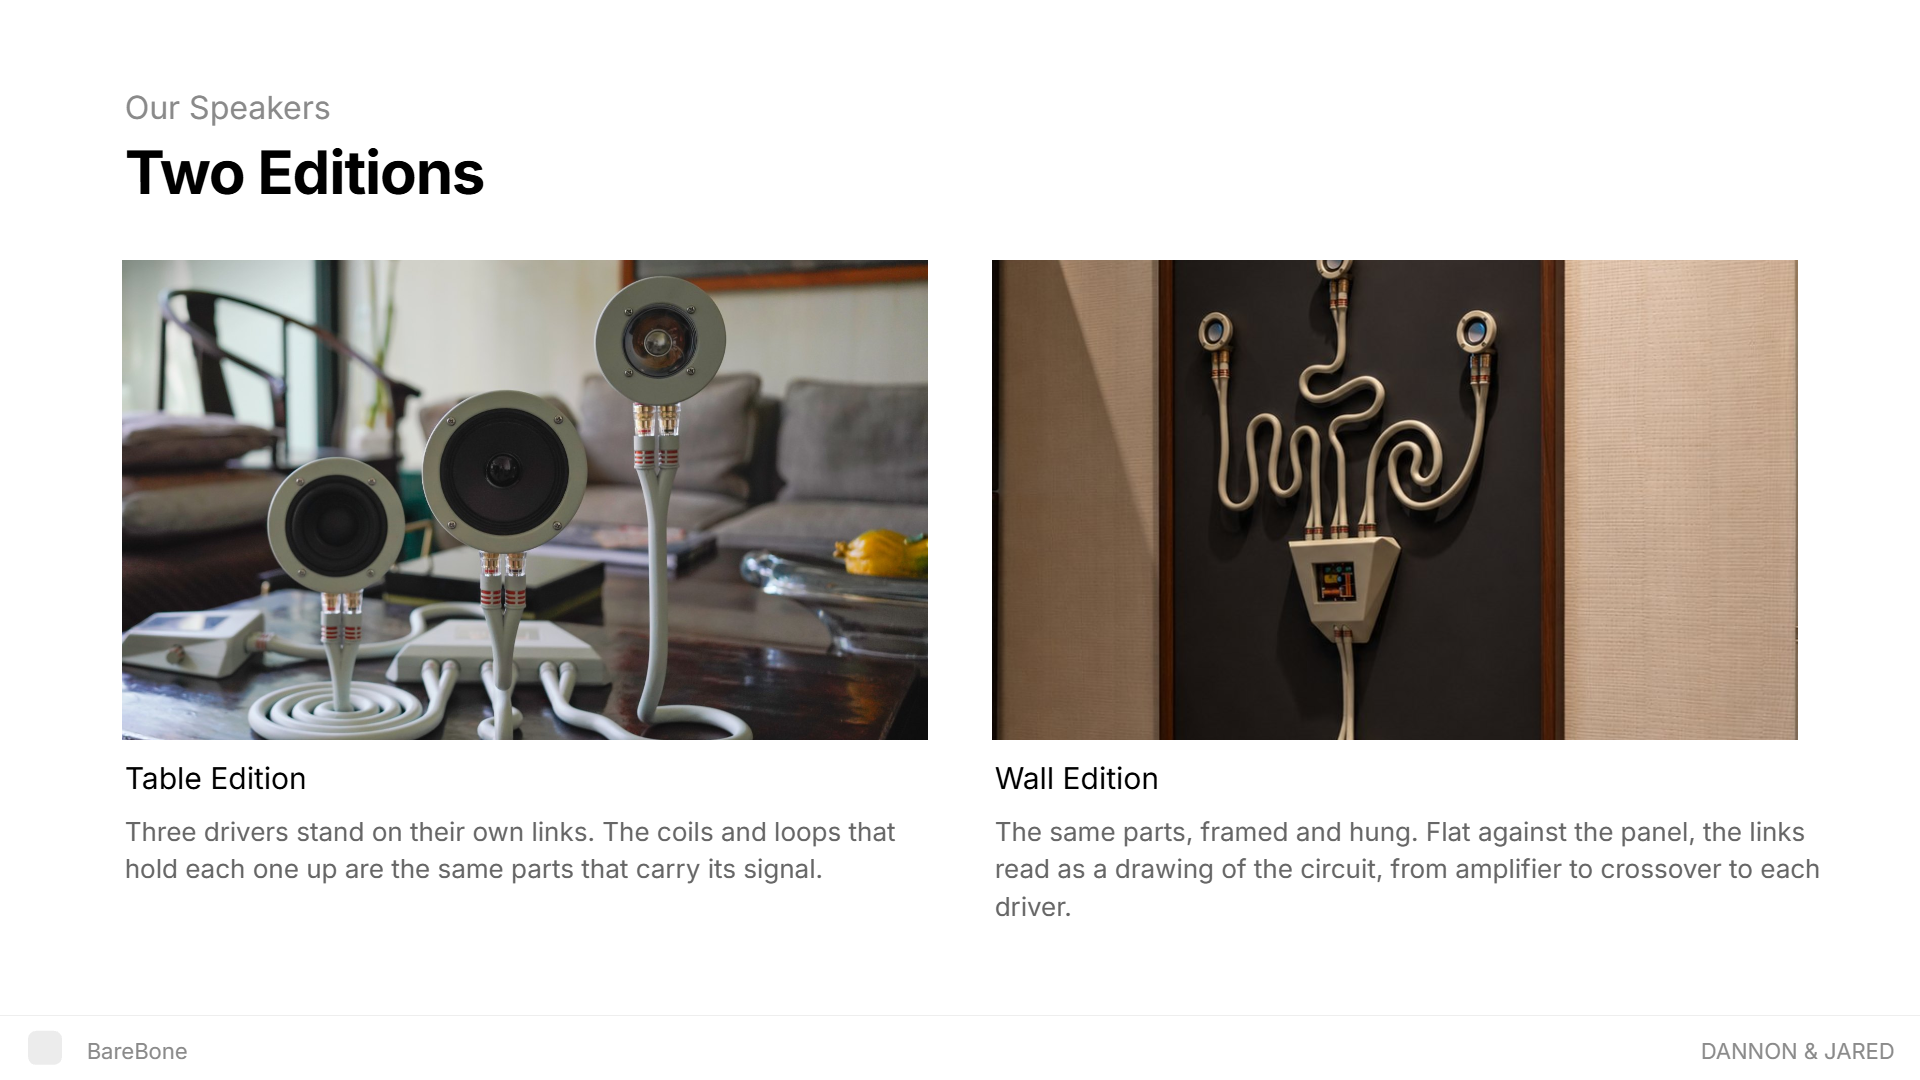 Our Speakers
Two Editions
Table Edition
Three drivers stand on their own links. The coils and loops that
hold each one up are the same parts that carry its signal.
Wall Edition
The same parts, framed and hung. Flat against the panel, the links
read as a drawing of the circuit, from amplifier to crossover to each
driver.
BareBone
DANNON & JARED